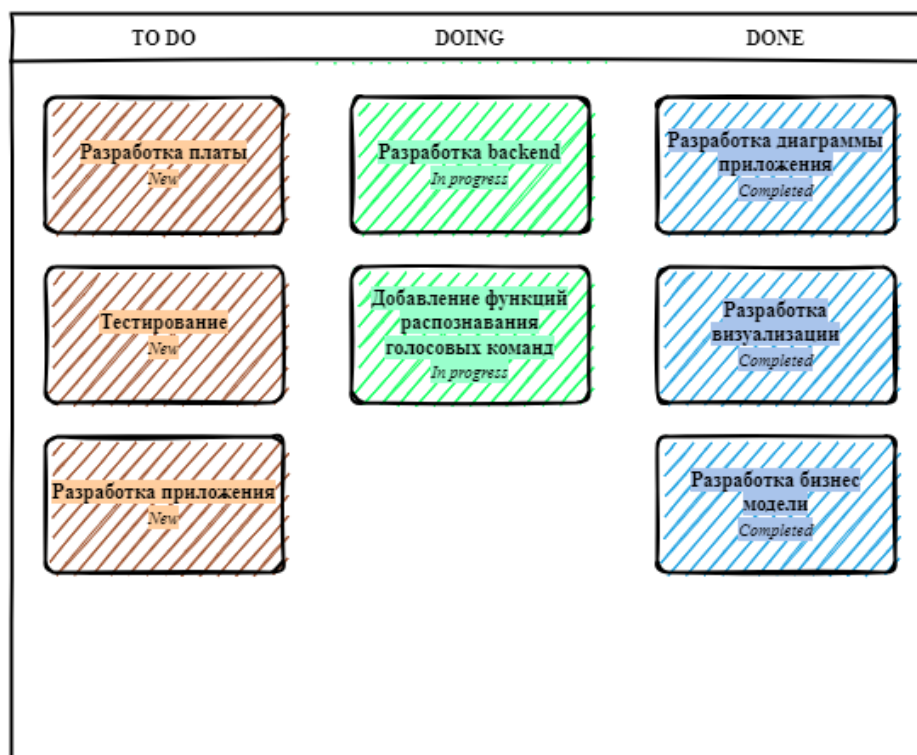 TO DO
DOING
DONE
Разработка платы
New
Тестирование
New
Разработка приложения
New
Разработка backend
In progress
Добавление функций
распознавания
голосовых команд
In progress
Разработка диаграммы
приложения
Completed
Разработка
визуализации
Completed
Разработка бизнес
модели
Completed